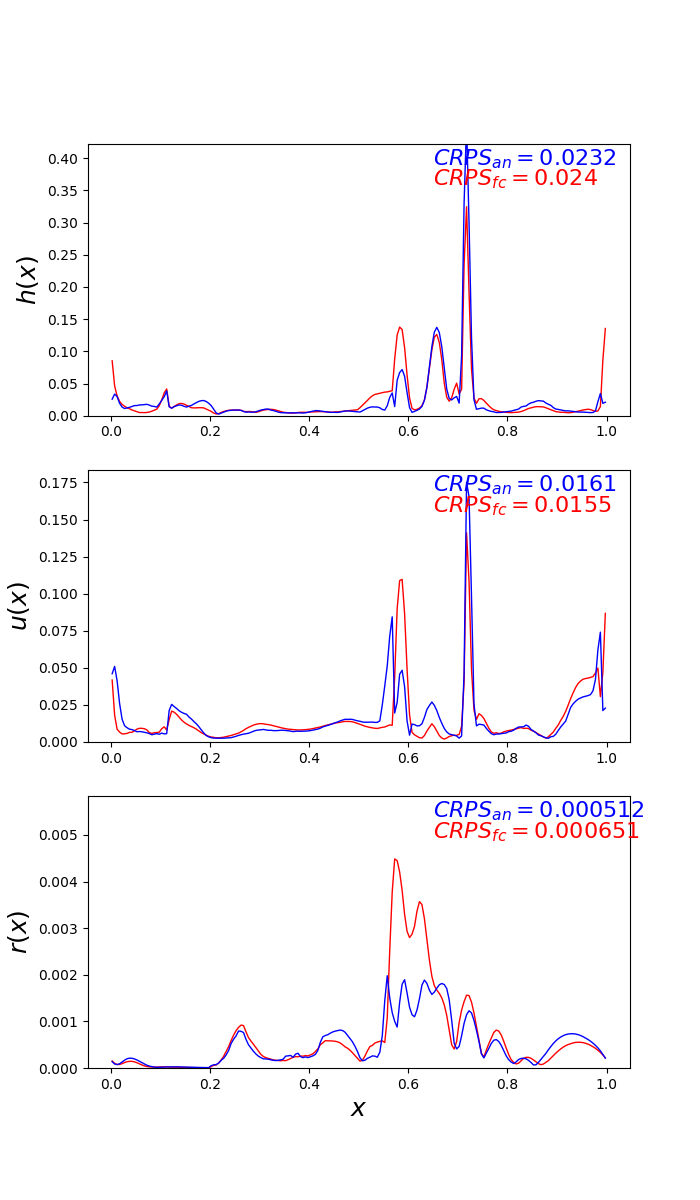 CRPS_an = 0.0232
CRPS_fc = 0.024
0.40
0.35
0.30
0.25
0.20
0.15
0.10
0.05
0.00
h(x)
0.0 0.2 0.4 0.6 0.8 1.0
CRPS_an = 0.0161
CRPS_fc = 0.0155
0.175
0.150
0.125
0.100
0.075
0.050
0.025
0.000
u(x)
0.0 0.2 0.4 0.6 0.8 1.0
CRPS_an = 0.000512
CRPS_fc = 0.000651
0.005
0.004
0.003
0.002
0.001
0.000
r(x)
0.0 0.2 0.4 0.6 0.8 1.0
x